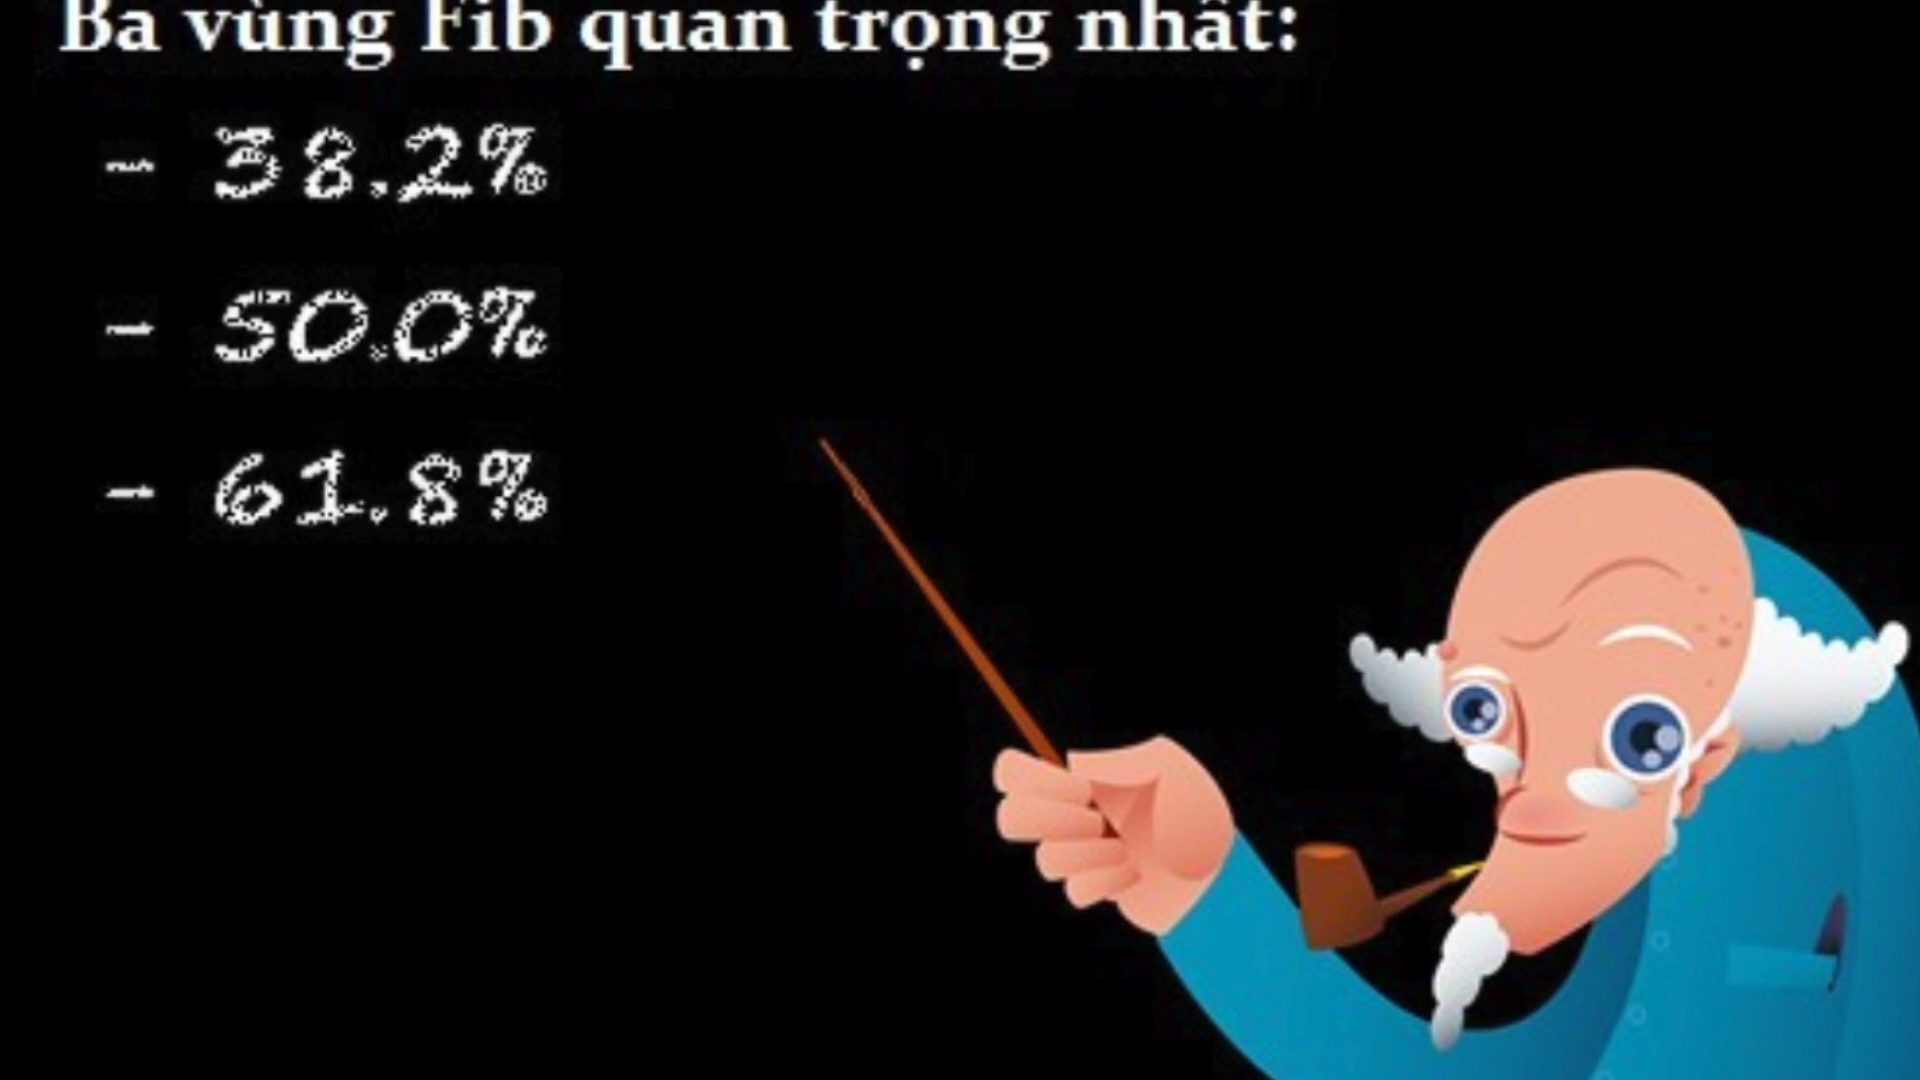 Ba vùng Fib quan trọng nhất:
- 38.2%
- 50.0%
- 61.8%